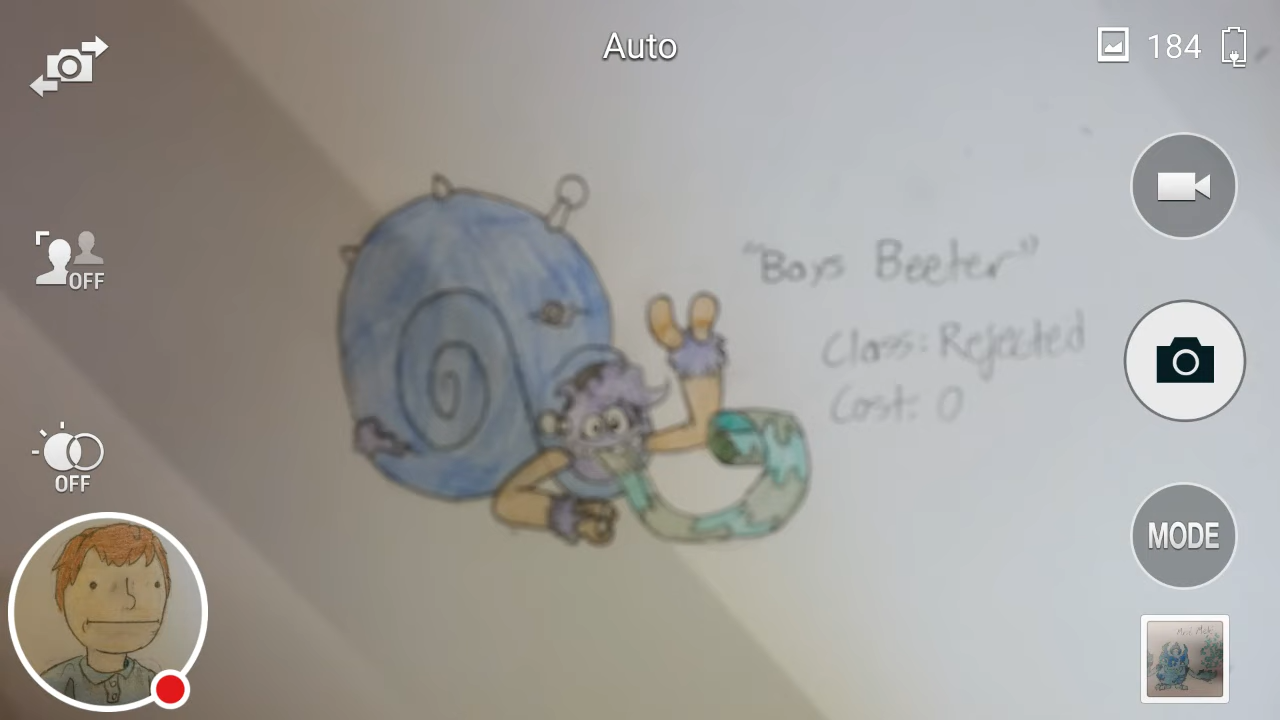 Auto
184
OFF
OFF
MODE
"Boys Beeter"
Class: Rejected
Cost: 0